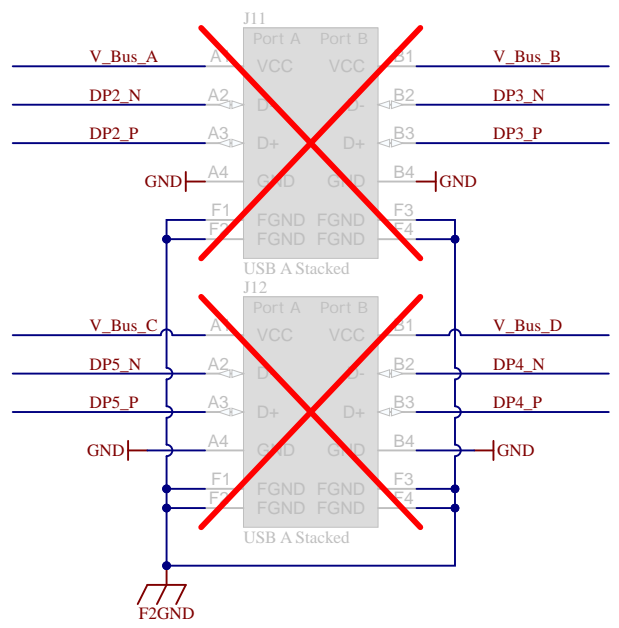 J11
Port A Port B
V_Bus_A A1 VCC VCC B1 V_Bus_B
DP2_N A2 D- D- B2 DP3_N
DP2_P A3 D+ D+ B3 DP3_P
GND A4 GND GND B4 GND
F1 FGND FGND F3
F2 FGND FGND F4
USB A Stacked
J12
Port A Port B
V_Bus_C A1 VCC VCC B1 V_Bus_D
DP5_N A2 D- D- B2 DP4_N
DP5_P A3 D+ D+ B3 DP4_P
GND A4 GND GND B4 GND
F1 FGND FGND F3
F2 FGND FGND F4
USB A Stacked
F2GND